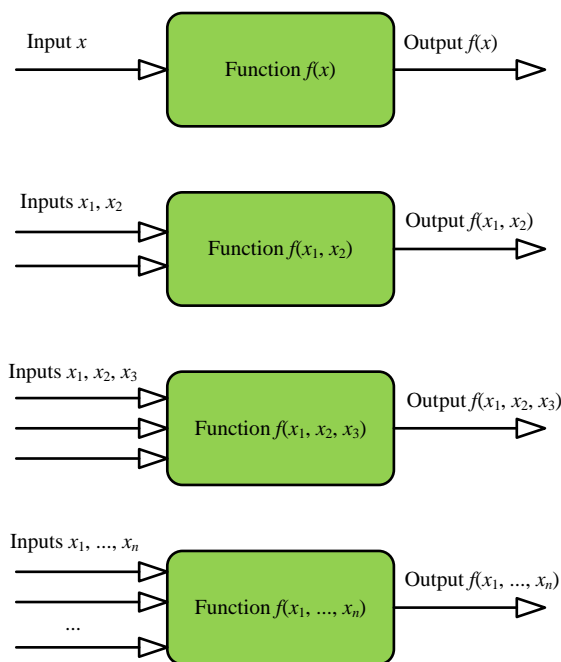 Input x
Function f(x)
Output f(x)
Inputs x₁, x₂
Function f(x₁, x₂)
Output f(x₁, x₂)
Inputs x₁, x₂, x₃
Function f(x₁, x₂, x₃)
Output f(x₁, x₂, x₃)
Inputs x₁, ..., xₙ
...
Function f(x₁, ..., xₙ)
Output f(x₁, ..., xₙ)